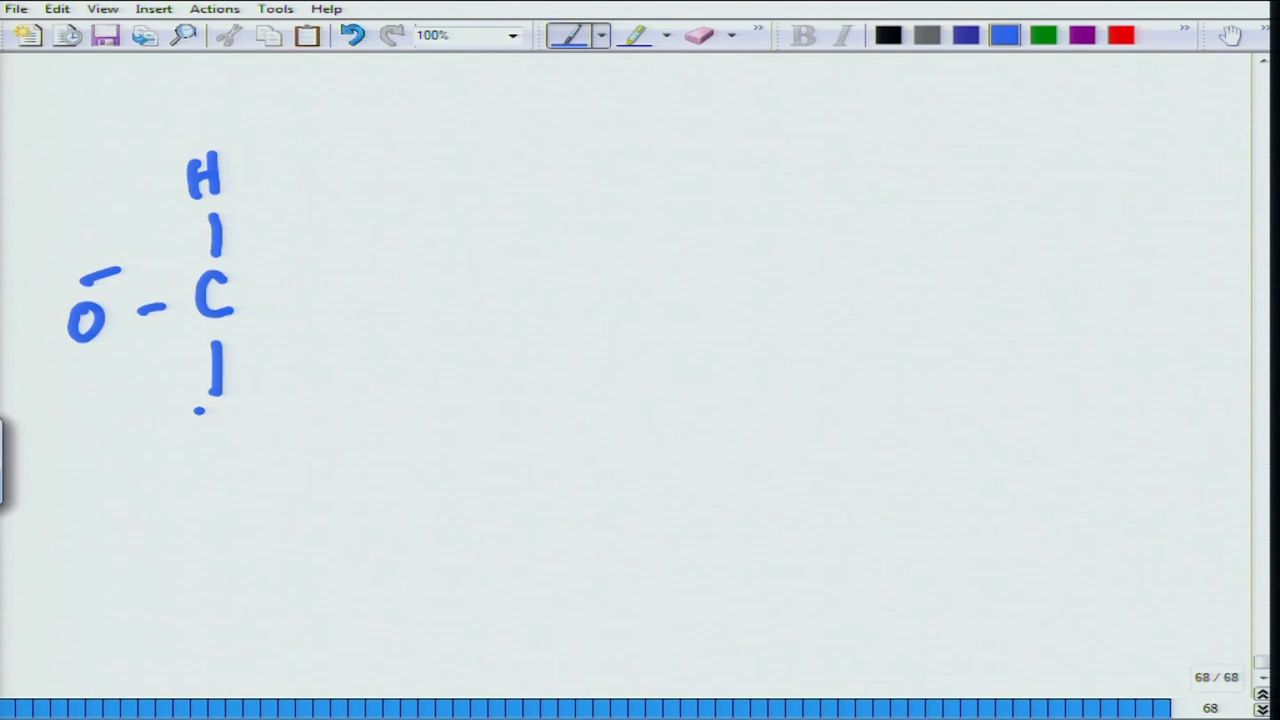 File Edit View Insert Actions Tools Help
100% B I
H
|
‾
O - C
|
68 / 68
68